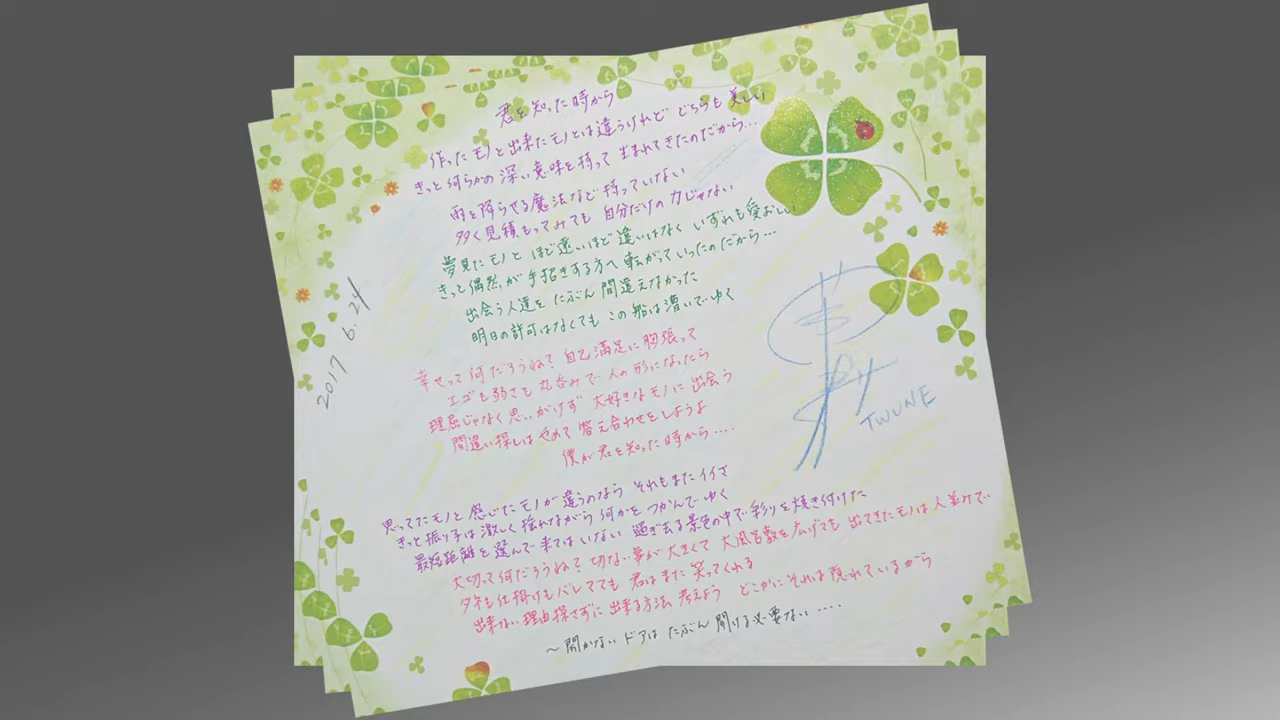 君を知った時から
作ったモノと出来たモノとは違うけれど どちらも美しい
きっと何らかの深い意味を持って 生まれてきたのだから…
雨を降らせる魔法など持っていない
多く見積もってみても 自分だけの力じゃない
夢見たモノと ほど遠いほど違いはなく いずれも愛おしい
きっと偶然が手招きする方へ 転がっていったのだから…
出会う人達を たぶん間違えなかった
明日の許可はなくても この船は漕いでゆく
幸せって何だろうねって 自己満足に胸張って
エゴも弱さも丸呑みで 人の形になったら
理屈じゃなく思いがけず 大好きなモノに出会う
間違い探しはやめて 答え合わせをしようよ
僕が君を知った時から....
思ってたモノと 感じたモノが違うのなら それもまたイイさ
きっと振り子は激しく揺れながら 何かをつかんでゆく
最短距離を選んで来てはいない 過ぎ去る景色の中で彩りを焼き付けた
大切って何だろうねって 切ない事が大きくて 大風呂敷を広げても 出てきたモノは人並みで
タネも仕掛けもバレてても 君はまた笑ってくれる
出来ない理由探さずに 出来る方法考えよう どこかにそれは隠れているから
～開かないドアは たぶん開ける必要ない....
2017 6.24
TWUNE